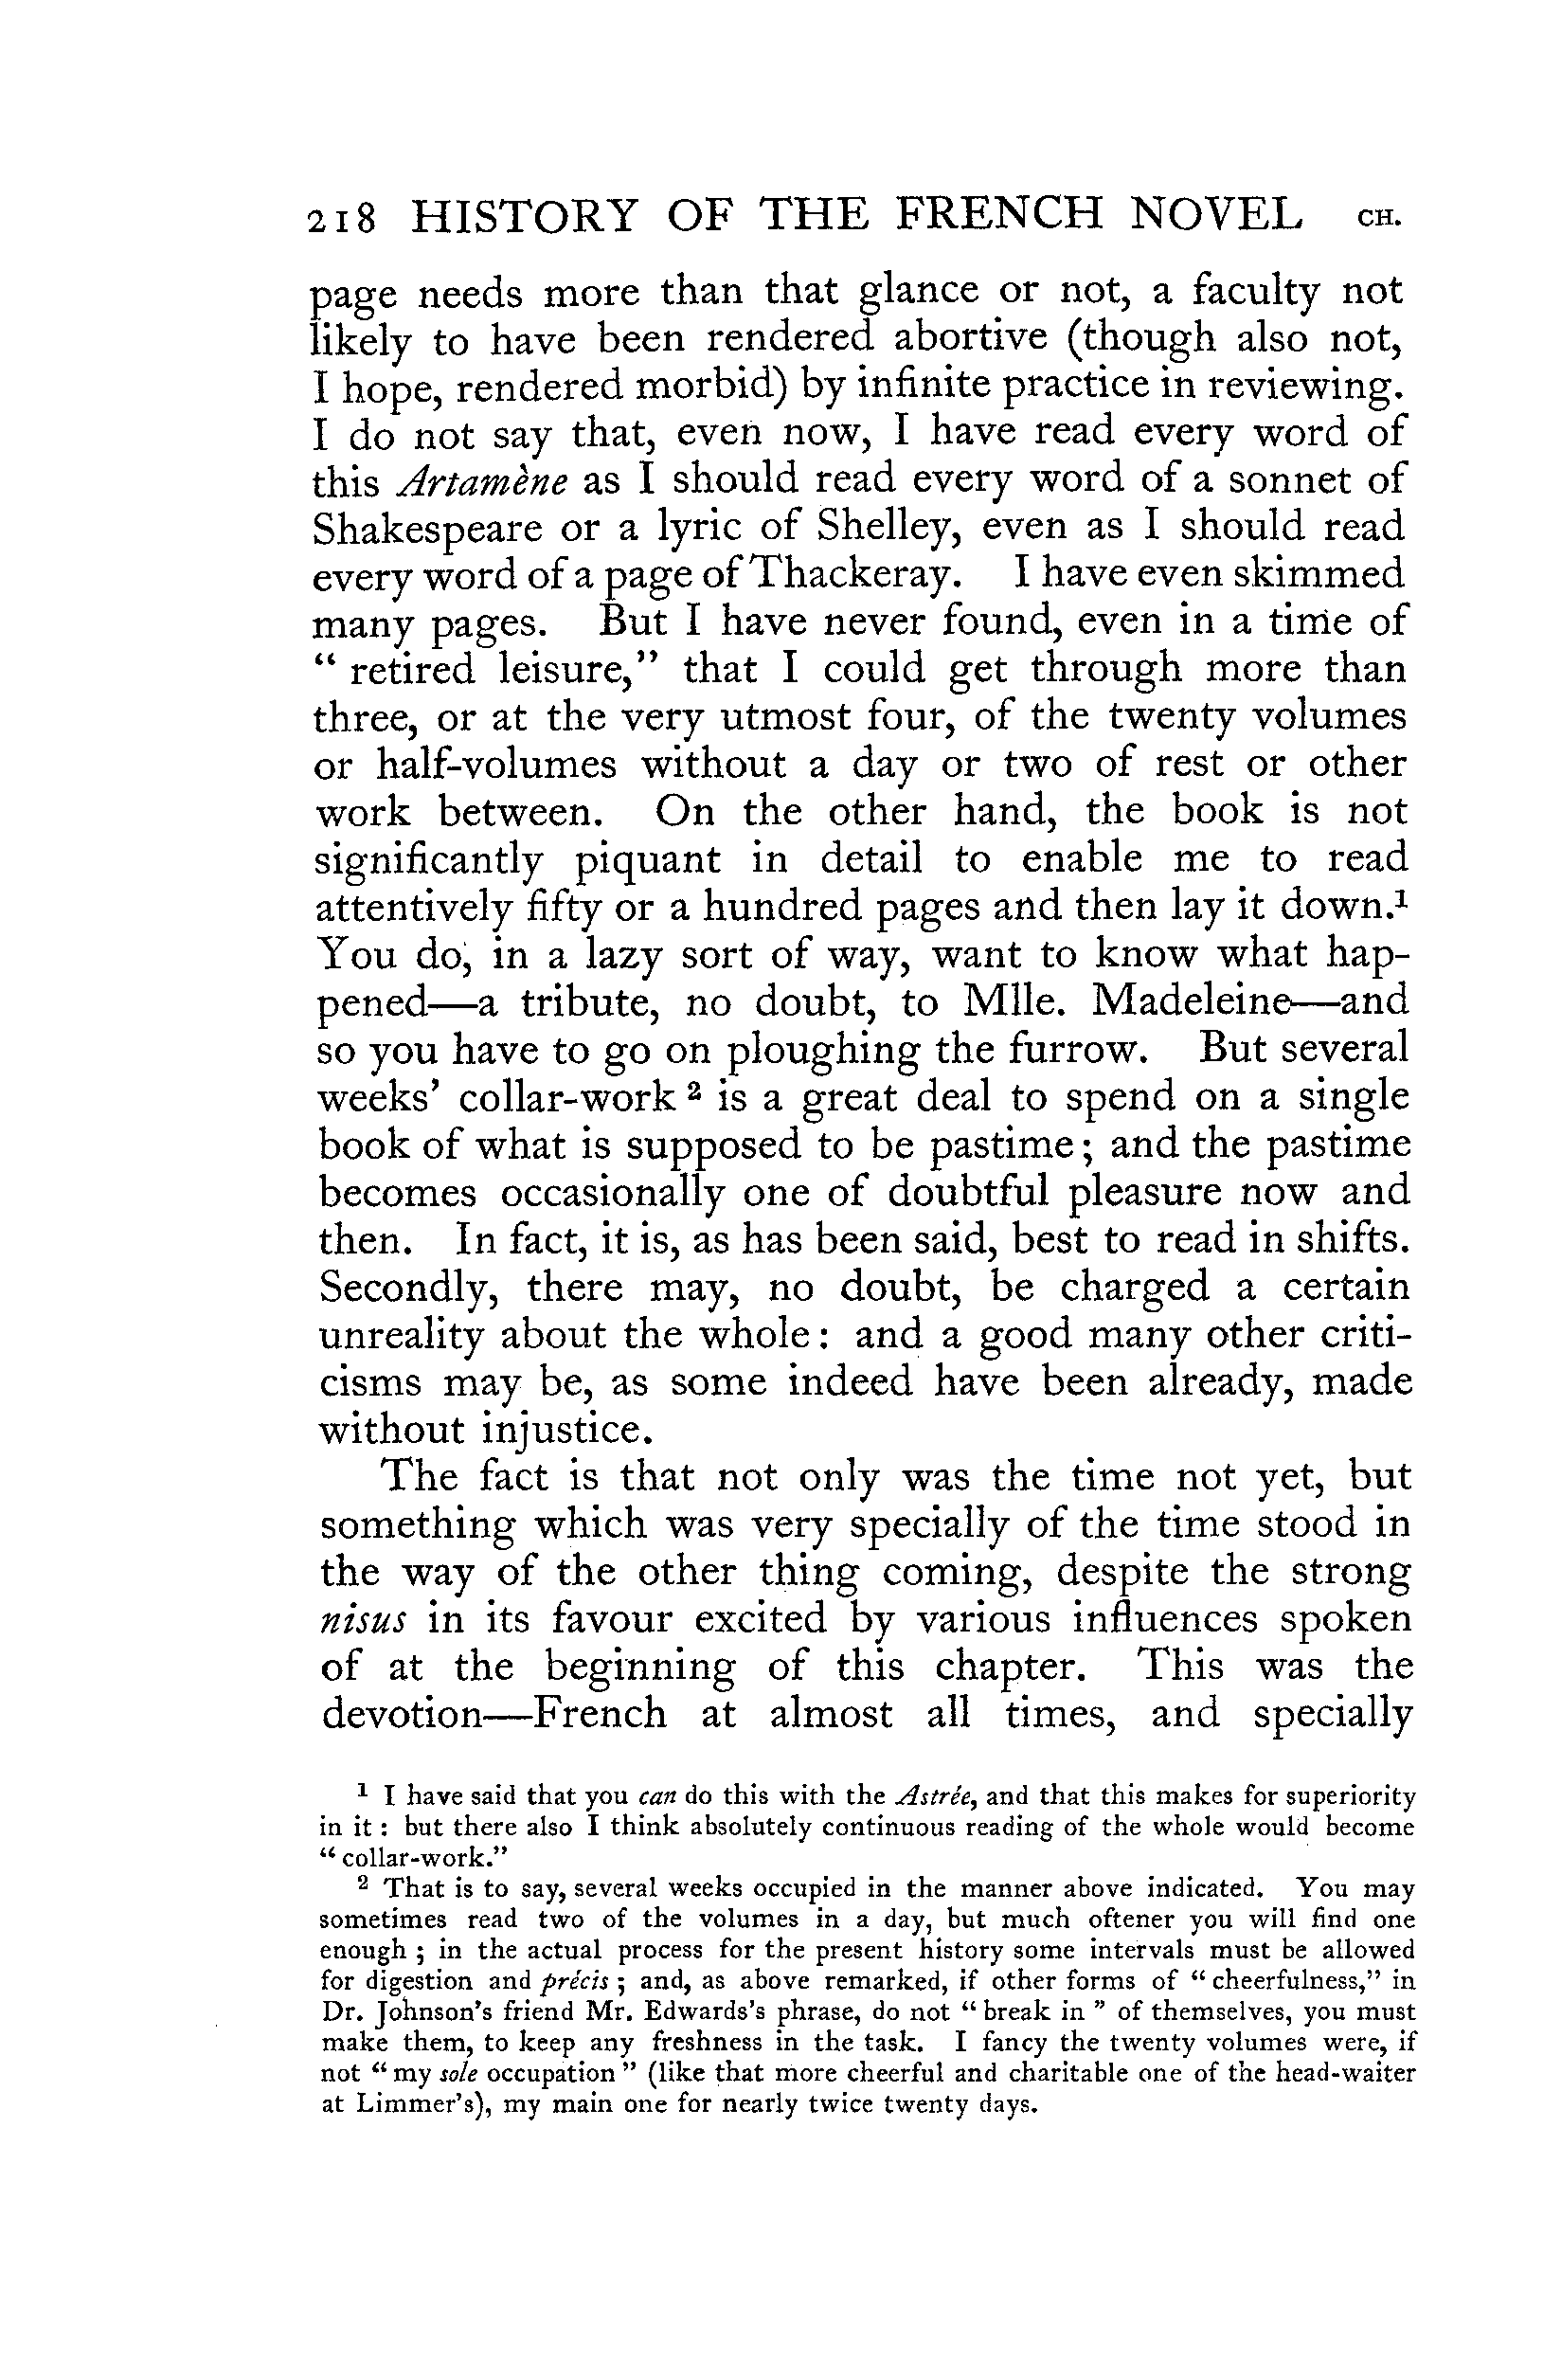 218 HISTORY OF THE FRENCH NOVEL CH.
page needs more than that glance or not, a faculty not
likely to have been rendered abortive (though also not,
I hope, rendered morbid) by infinite practice in reviewing.
I do not say that, even now, I have read every word of
this Artamène as I should read every word of a sonnet of
Shakespeare or a lyric of Shelley, even as I should read
every word of a page of Thackeray. I have even skimmed
many pages. But I have never found, even in a time of
“ retired leisure,” that I could get through more than
three, or at the very utmost four, of the twenty volumes
or half-volumes without a day or two of rest or other
work between. On the other hand, the book is not
significantly piquant in detail to enable me to read
attentively fifty or a hundred pages and then lay it down.¹
You do, in a lazy sort of way, want to know what hap-
pened—a tribute, no doubt, to Mlle. Madeleine—and
so you have to go on ploughing the furrow. But several
weeks’ collar-work ² is a great deal to spend on a single
book of what is supposed to be pastime; and the pastime
becomes occasionally one of doubtful pleasure now and
then. In fact, it is, as has been said, best to read in shifts.
Secondly, there may, no doubt, be charged a certain
unreality about the whole: and a good many other criti-
cisms may be, as some indeed have been already, made
without injustice.
The fact is that not only was the time not yet, but
something which was very specially of the time stood in
the way of the other thing coming, despite the strong
nisus in its favour excited by various influences spoken
of at the beginning of this chapter. This was the
devotion—French at almost all times, and specially
¹ I have said that you can do this with the Astrée, and that this makes for superiority
in it : but there also I think absolutely continuous reading of the whole would become
“ collar-work.”
² That is to say, several weeks occupied in the manner above indicated. You may
sometimes read two of the volumes in a day, but much oftener you will find one
enough ; in the actual process for the present history some intervals must be allowed
for digestion and précis ; and, as above remarked, if other forms of “ cheerfulness,” in
Dr. Johnson’s friend Mr. Edwards’s phrase, do not “ break in ” of themselves, you must
make them, to keep any freshness in the task. I fancy the twenty volumes were, if
not “ my sole occupation ” (like that more cheerful and charitable one of the head-waiter
at Limmer’s), my main one for nearly twice twenty days.